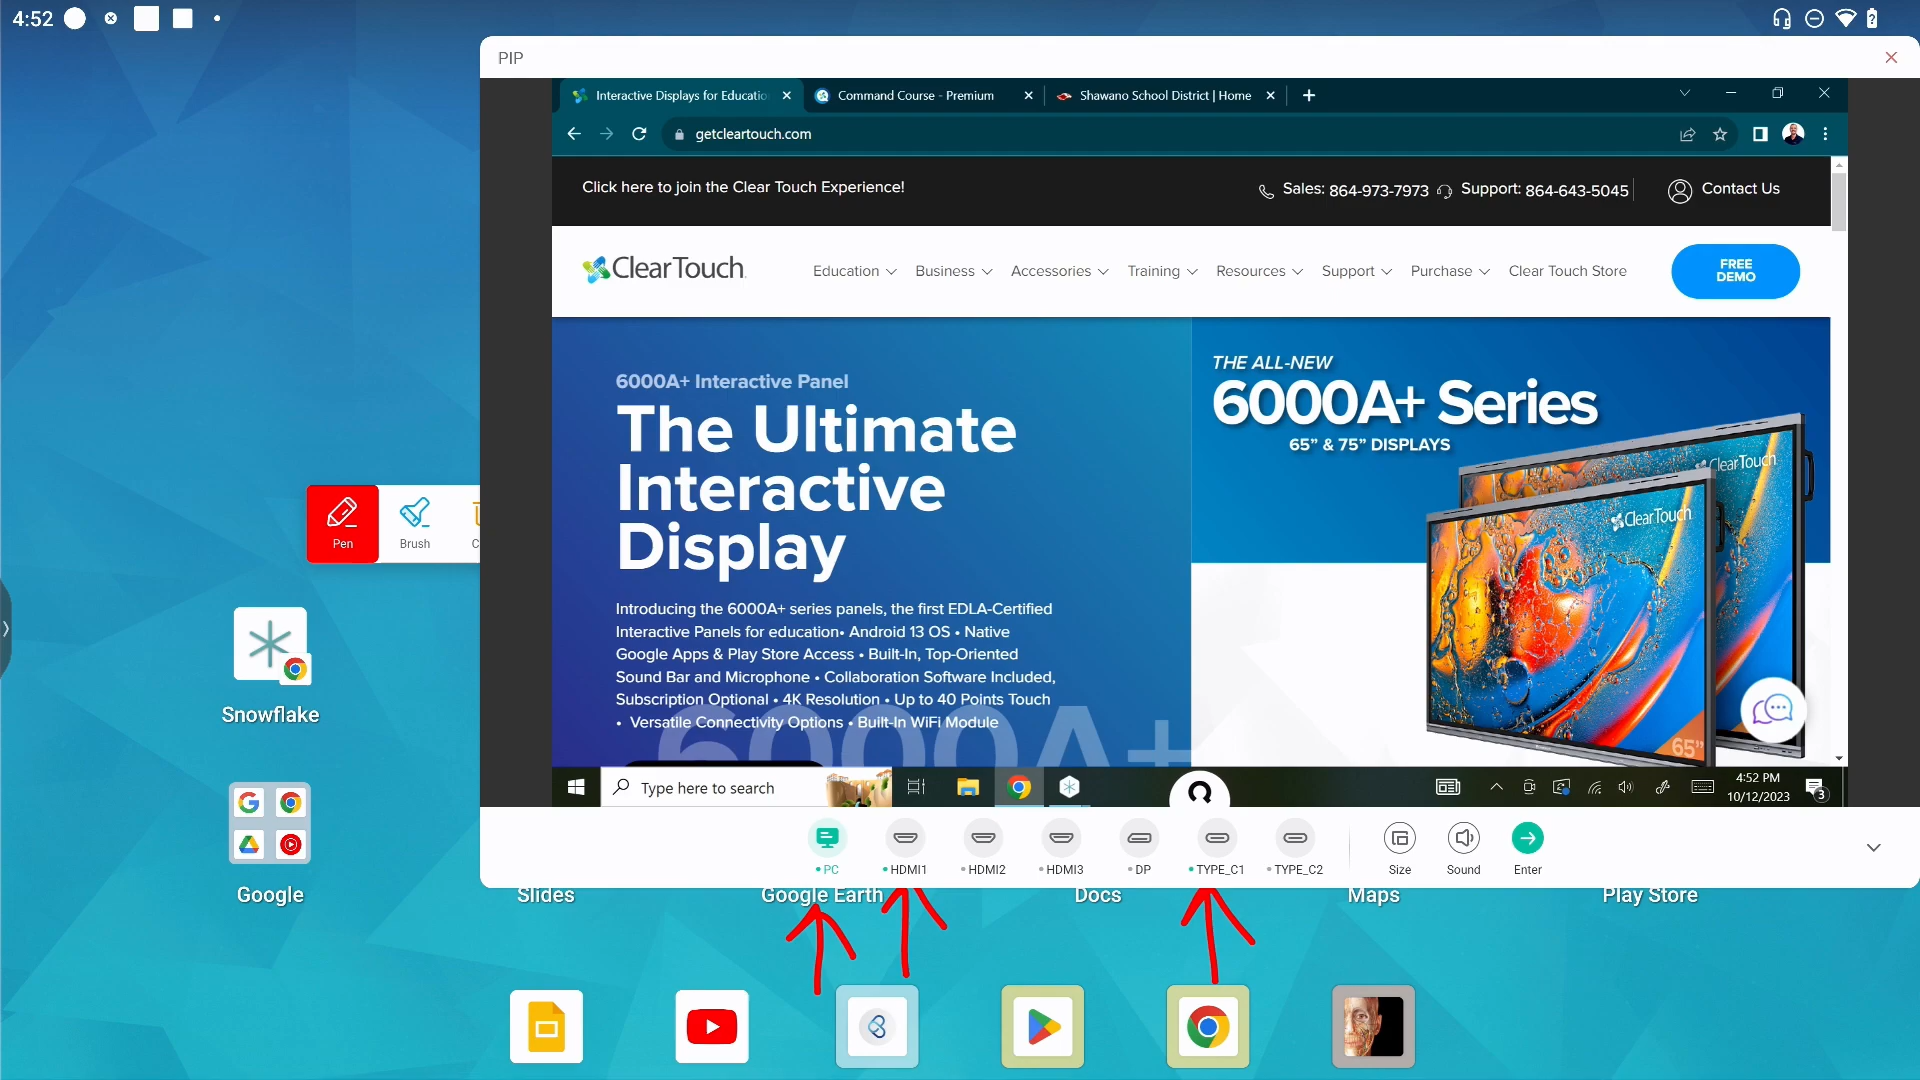 4:52
PIP
Interactive Displays for Educatio
Command Course - Premium
Shawano School District | Home
getcleartouch.com
Click here to join the Clear Touch Experience!
Sales: 864-973-7973
Support: 864-643-5045
Contact Us
ClearTouch
Education
Business
Accessories
Training
Resources
Support
Purchase
Clear Touch Store
FREE
DEMO
6000A+ Interactive Panel
The Ultimate
Interactive
Display
Introducing the 6000A+ series panels, the first EDLA-Certified
Interactive Panels for education• Android 13 OS • Native
Google Apps & Play Store Access • Built-In, Top-Oriented
Sound Bar and Microphone • Collaboration Software Included,
Subscription Optional • 4K Resolution • Up to 40 Points Touch
• Versatile Connectivity Options • Built-In WiFi Module
6000A+
THE ALL-NEW
6000A+ Series
65” & 75” DISPLAYS
ClearTouch
ClearTouch
65”
Pen
Brush
C
Snowflake
Type here to search
4:52 PM
10/12/2023
3
PC
HDMI1
HDMI2
HDMI3
DP
TYPE_C1
TYPE_C2
Size
Sound
Enter
Google
Slides
Google Earth
Docs
Maps
Play Store